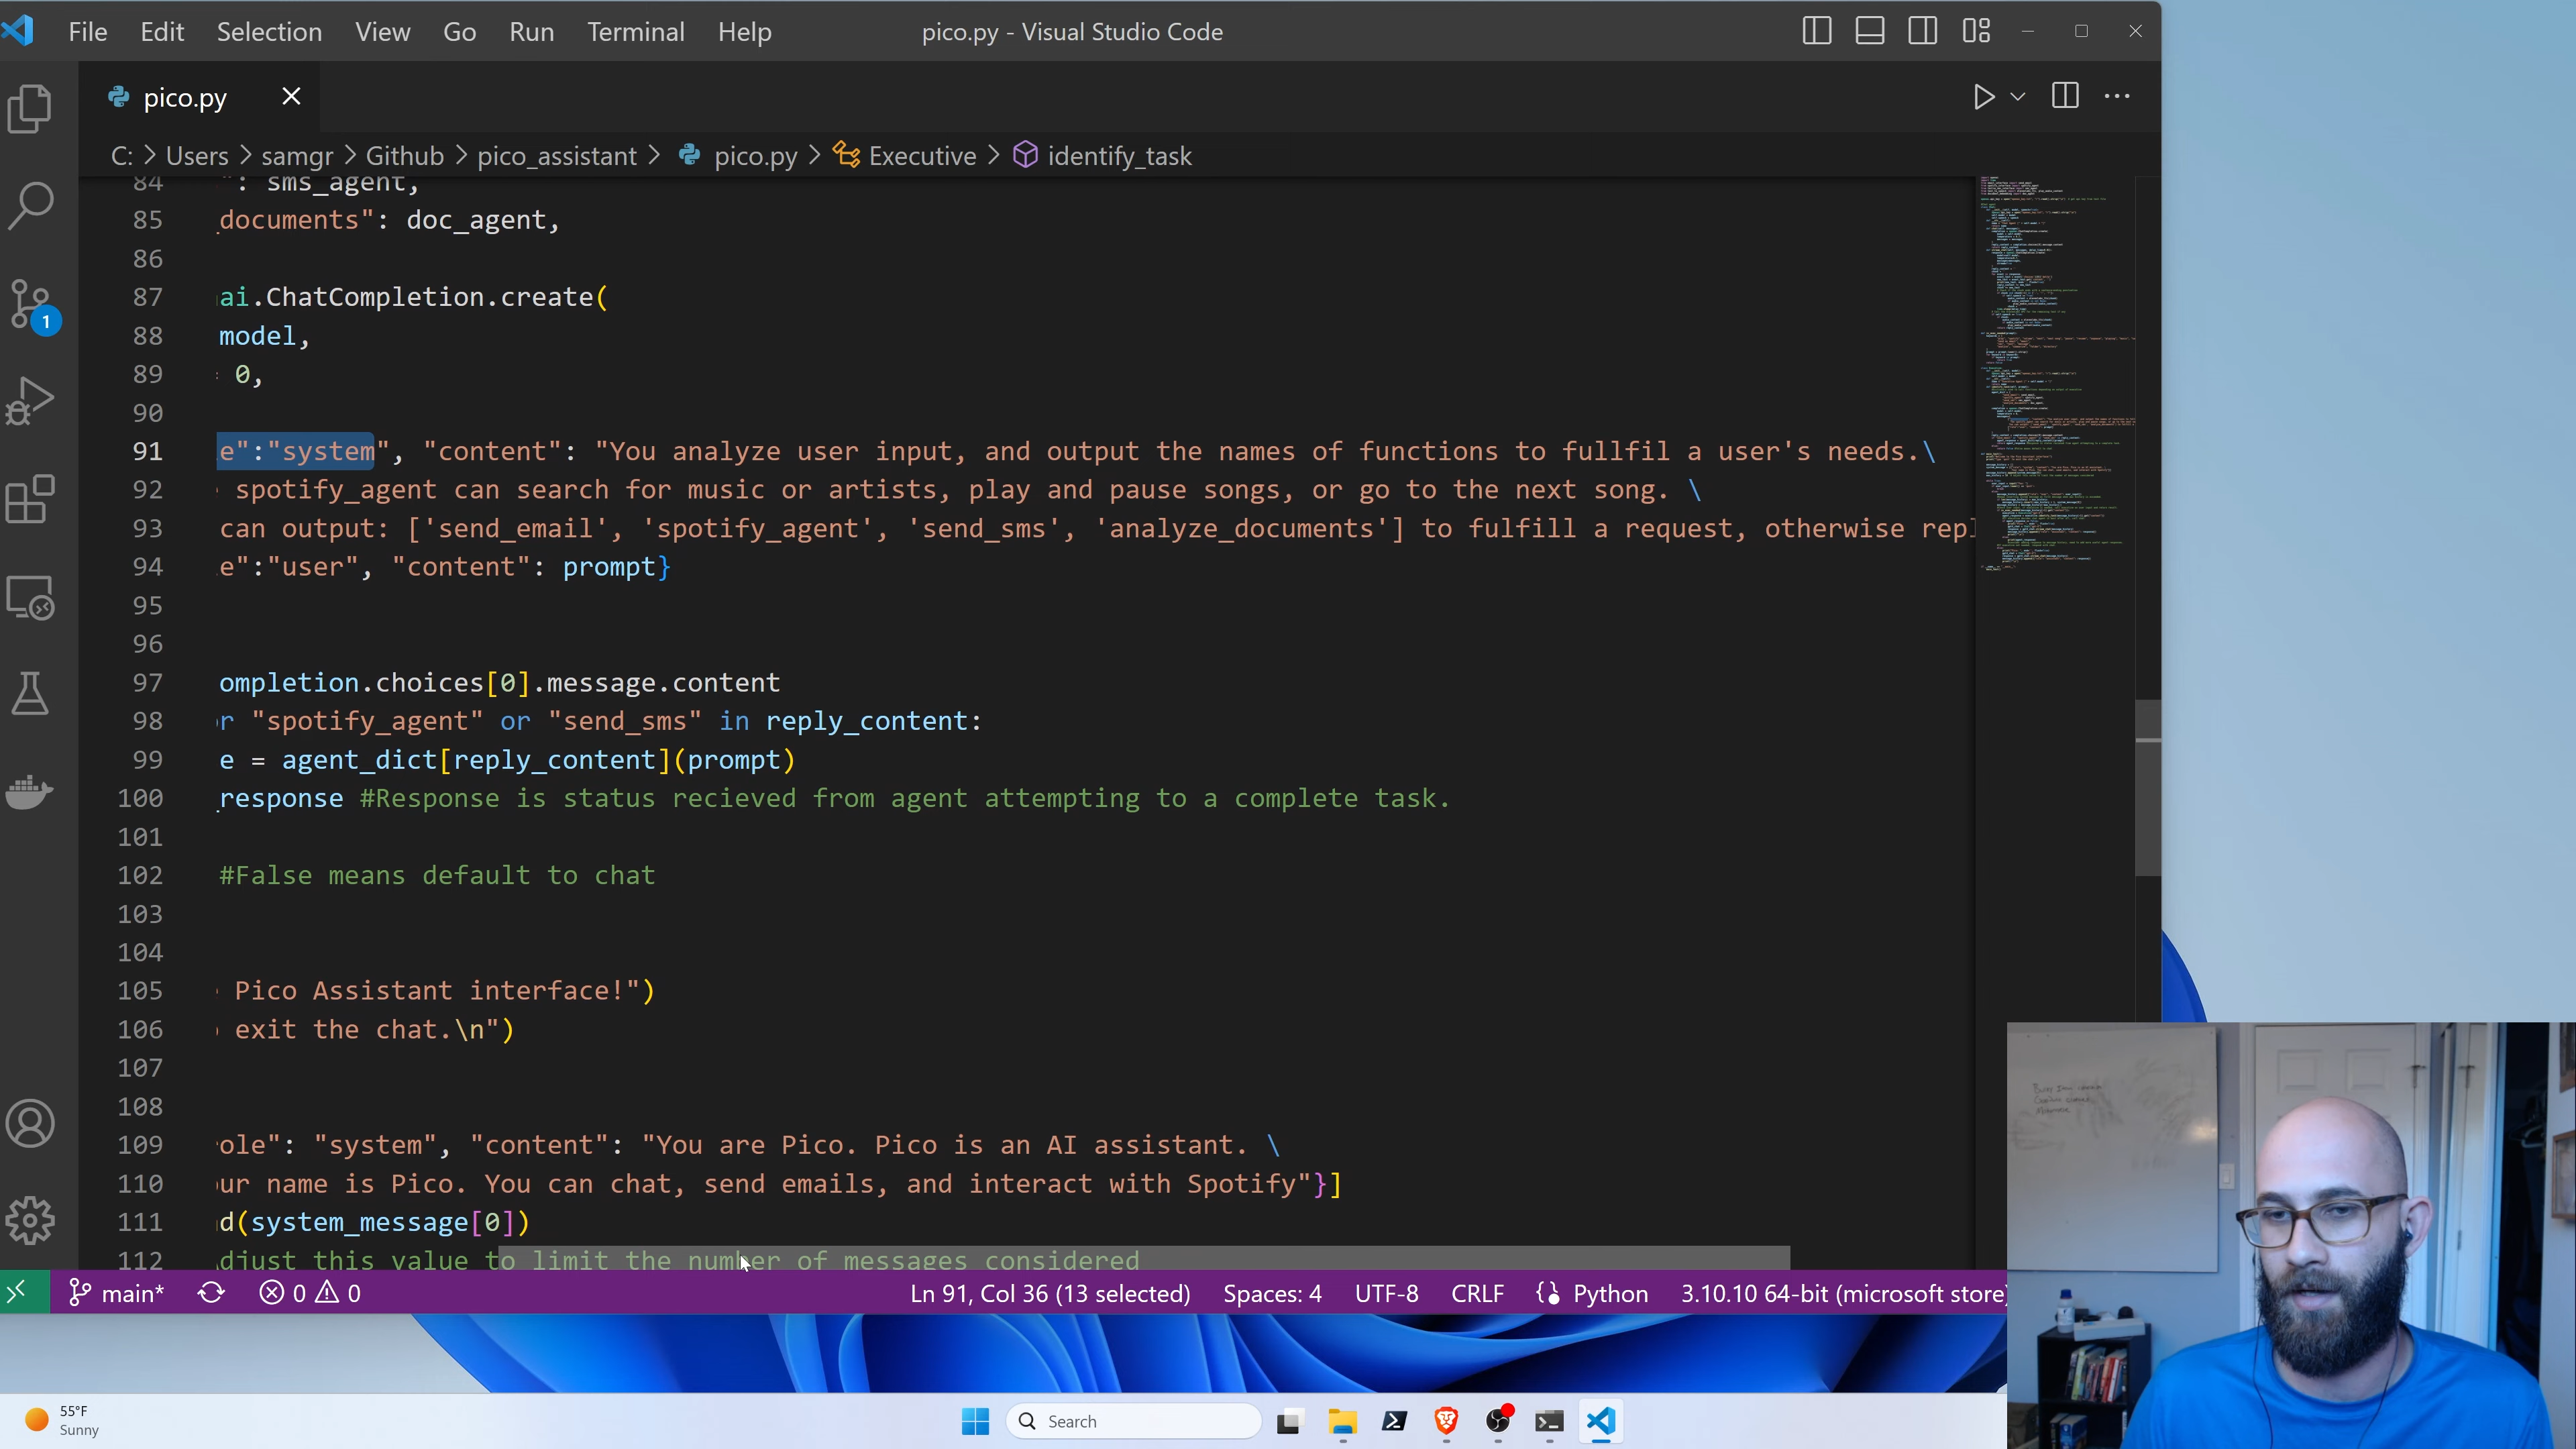 File Edit Selection View Go Run Terminal Help pico.py - Visual Studio Code
pico.py
C: > Users > samgr > Github > pico_assistant > pico.py > Executive > identify_task
84 ": sms_agent,
85 _documents": doc_agent,
86
87 ai.ChatCompletion.create(
88 model,
89 = 0,
90
91 e":"system", "content": "You analyze user input, and output the names of functions to fullfil a user's needs.\
92 spotify_agent can search for music or artists, play and pause songs, or go to the next song. \
93 can output: ['send_email', 'spotify_agent', 'send_sms', 'analyze_documents'] to fulfill a request, otherwise repl
94 e":"user", "content": prompt}
95
96
97 ompletion.choices[0].message.content
98 r "spotify_agent" or "send_sms" in reply_content:
99 e = agent_dict[reply_content](prompt)
100 _response #Response is status recieved from agent attempting to a complete task.
101
102 #False means default to chat
103
104
105 Pico Assistant interface!")
106 exit the chat.\n")
107
108
109 ole": "system", "content": "You are Pico. Pico is an AI assistant. \
110 ur name is Pico. You can chat, send emails, and interact with Spotify"}]
111 d(system_message[0])
112 djust this value to limit the number of messages considered
1
main* 0 0 Ln 91, Col 36 (13 selected) Spaces: 4 UTF-8 CRLF Python 3.10.10 64-bit (microsoft store)
55°F
Sunny
Search